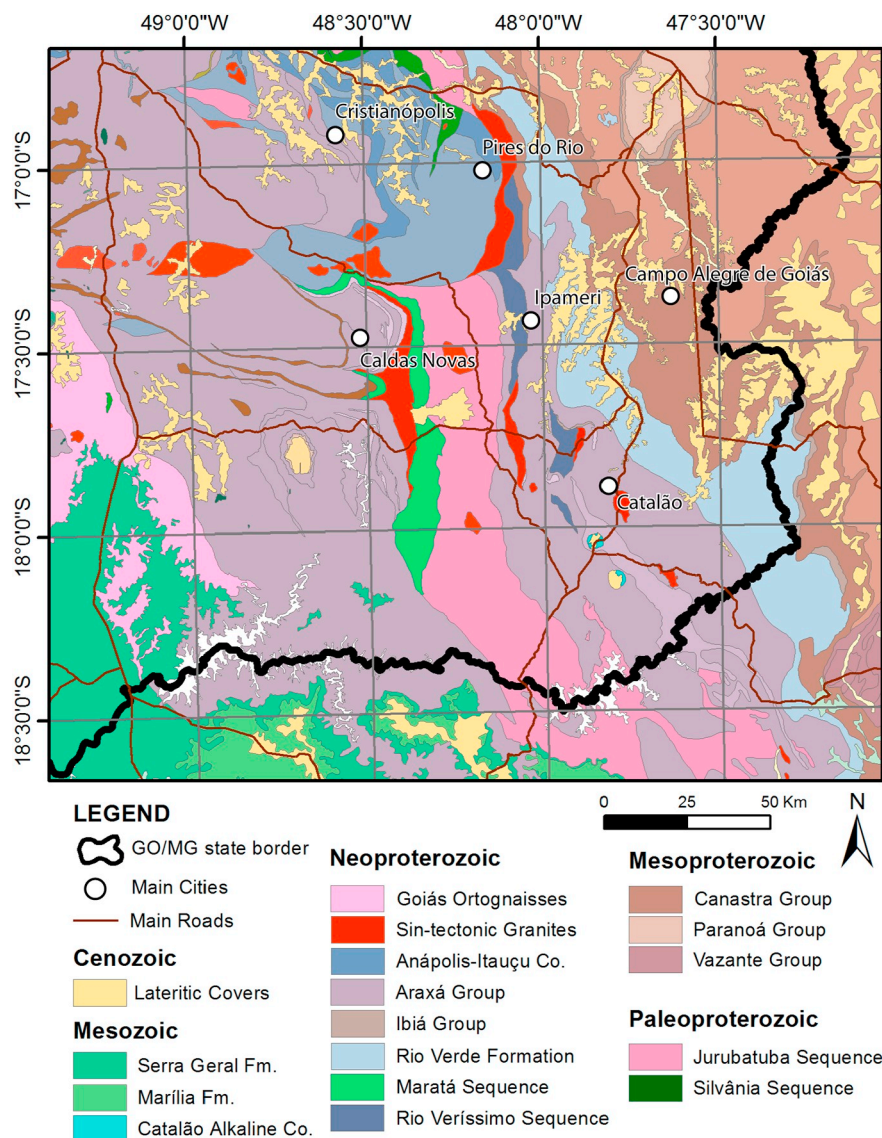 49°0'0"W 48°30'0"W 48°0'0"W 47°30'0"W
17°0'0"S
17°30'0"S
18°0'0"S
18°30'0"S
Cristianópolis
Pires do Rio
Campo Alegre de Goiás
Ipameri
Caldas Novas
Catalão
LEGEND
GO/MG state border
Main Cities
Main Roads
Cenozoic
Lateritic Covers
Mesozoic
Serra Geral Fm.
Marília Fm.
Catalão Alkaline Co.
Neoproterozoic
Goiás Ortognaisses
Sin-tectonic Granites
Anápolis-Itauçu Co.
Araxá Group
Ibiá Group
Rio Verde Formation
Maratá Sequence
Rio Veríssimo Sequence
0 25 50 Km
N
Mesoproterozoic
Canastra Group
Paranoá Group
Vazante Group
Paleoproterozoic
Jurubatuba Sequence
Silvânia Sequence